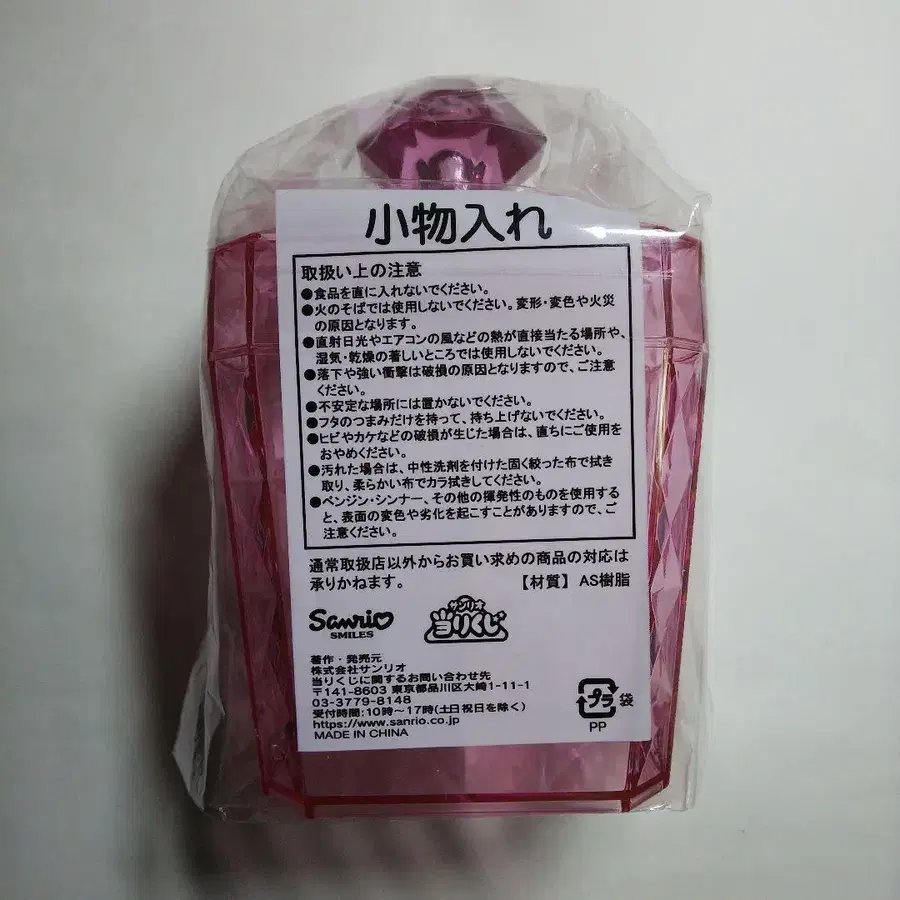 小物入れ
取扱い上の注意
●食品を直に入れないでください。
●火のそばでは使用しないでください。変形・変色や火災
の原因となります。
●直射日光やエアコンの風などの熱が直接当たる場所や、
湿気・乾燥の著しいところでは使用しないでください。
●落下や強い衝撃は破損の原因となりますので、ご注意
ください。
●不安定な場所には置かないでください。
●フタのつまみだけを持って、持ち上げないでください。
●ヒビやカケなどの破損が生じた場合は、直ちにご使用を
おやめください。
●汚れた場合は、中性洗剤を付けた固く絞った布で拭き
取り、柔らかい布でカラ拭きしてください。
●ベンジン・シンナー、その他の揮発性のものを使用する
と、表面の変色や劣化を起こすことがありますので、ご
注意ください。
通常取扱店以外からお買い求めの商品の対応は
承りかねます。 【材質】 AS樹脂
Sanrio
SMILES
サンリオ
当りくじ
著作・発売元
株式会社サンリオ
当りくじに関するお問い合わせ先
〒141-8603 東京都品川区大崎1-11-1
03-3779-8148
受付時間:10時～17時(土日祝日を除く)
https://www.sanrio.co.jp
MADE IN CHINA
プラ 袋
PP